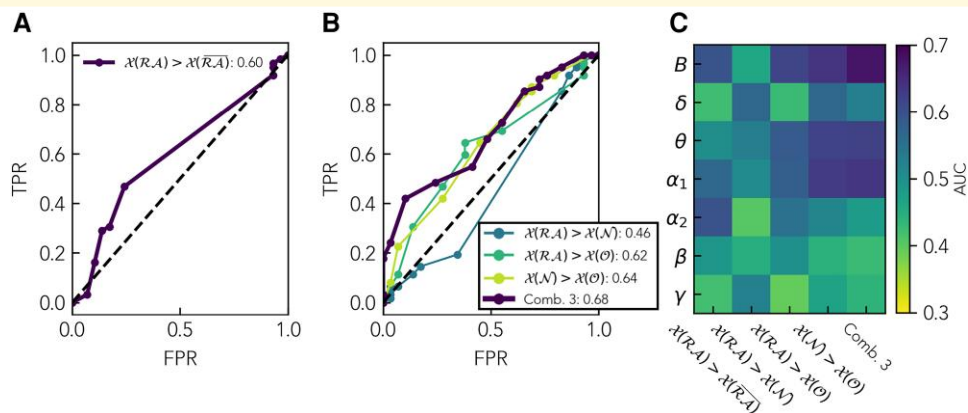 A
B
C
TPR
1.0
0.8
0.6
0.4
0.2
0.0
0.0
0.5
1.0
FPR
𝒳(ℛ𝒜) > 𝒳(ℛ𝒜̅): 0.60
TPR
1.0
0.8
0.6
0.4
0.2
0.0
0.0
0.5
1.0
FPR
𝒳(ℛ𝒜) > 𝒳(𝒩): 0.46
𝒳(ℛ𝒜) > 𝒳(𝒪): 0.62
𝒳(𝒩) > 𝒳(𝒪): 0.64
Comb. 3: 0.68
B
δ
θ
α₁
α₂
β
γ
𝒳(ℛ𝒜) > 𝒳(ℛ𝒜̅)
𝒳(ℛ𝒜) > 𝒳(𝒩)
𝒳(ℛ𝒜) > 𝒳(𝒪)
𝒳(𝒩) > 𝒳(𝒪)
Comb. 3
0.7
0.6
0.5
0.4
0.3
AUC